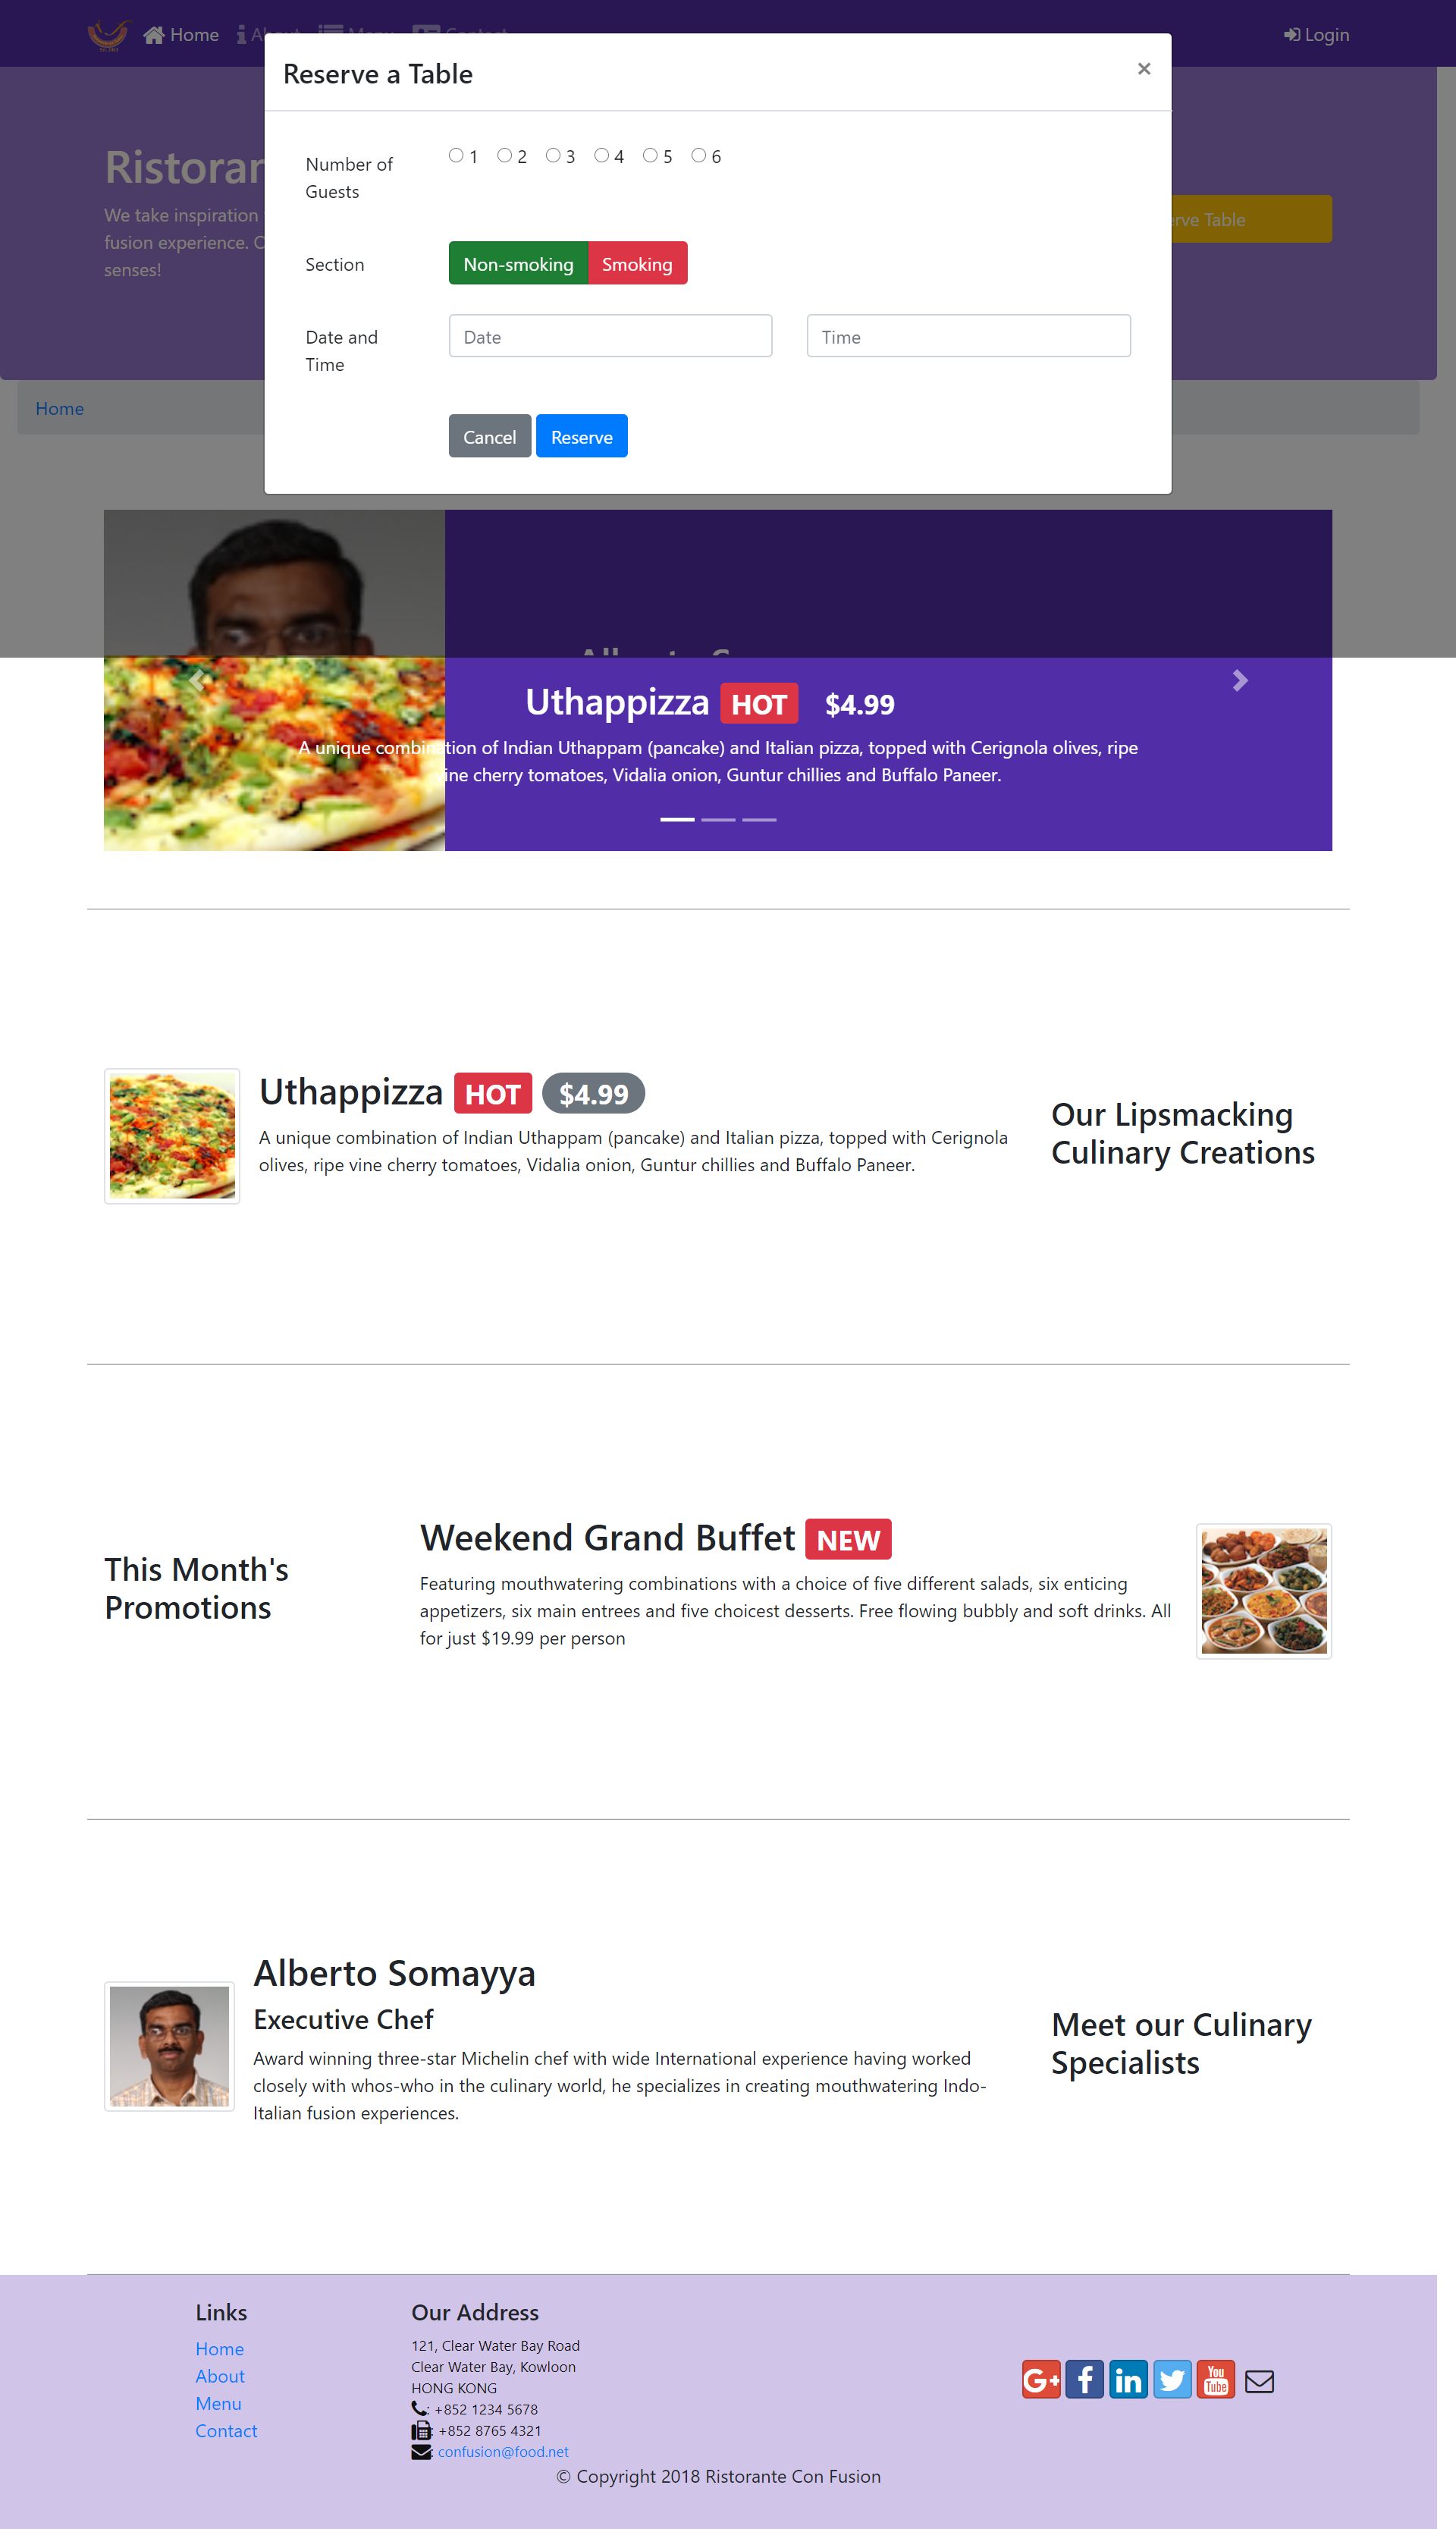 Home
Login
Reserve a Table
×
Number of
Guests
1 2 3 4 5 6
Ristorar
We take inspiration
fusion experience. C
senses!
Section
Non-smoking Smoking
Date and
Time
Date
Time
Cancel Reserve
rve Table
Home
Uthappizza HOT $4.99
A unique combination of Indian Uthappam (pancake) and Italian pizza, topped with Cerignola olives, ripe
vine cherry tomatoes, Vidalia onion, Guntur chillies and Buffalo Paneer.
Uthappizza HOT $4.99
A unique combination of Indian Uthappam (pancake) and Italian pizza, topped with Cerignola
olives, ripe vine cherry tomatoes, Vidalia onion, Guntur chillies and Buffalo Paneer.
Our Lipsmacking
Culinary Creations
This Month's
Promotions
Weekend Grand Buffet NEW
Featuring mouthwatering combinations with a choice of five different salads, six enticing
appetizers, six main entrees and five choicest desserts. Free flowing bubbly and soft drinks. All
for just $19.99 per person
Alberto Somayya
Executive Chef
Award winning three-star Michelin chef with wide International experience having worked
closely with whos-who in the culinary world, he specializes in creating mouthwatering Indo-
Italian fusion experiences.
Meet our Culinary
Specialists
Links
Home
About
Menu
Contact
Our Address
121, Clear Water Bay Road
Clear Water Bay, Kowloon
HONG KONG
: +852 1234 5678
: +852 8765 4321
: confusion@food.net
G+ f in You Tube
© Copyright 2018 Ristorante Con Fusion